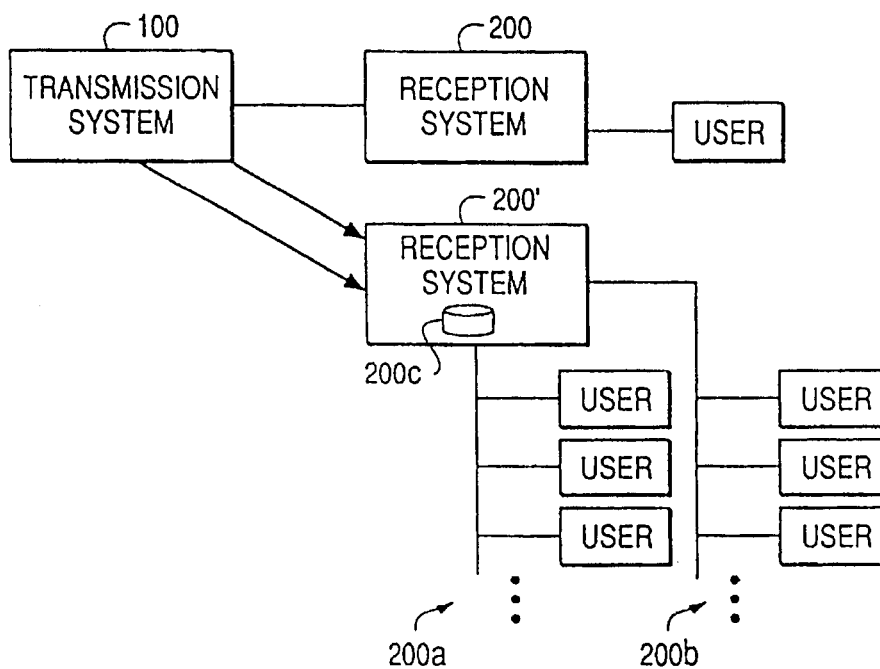 100
200
TRANSMISSION
SYSTEM
RECEPTION
SYSTEM
USER
200'
RECEPTION
SYSTEM
200c
USER
USER
USER
USER
USER
USER
200a
200b